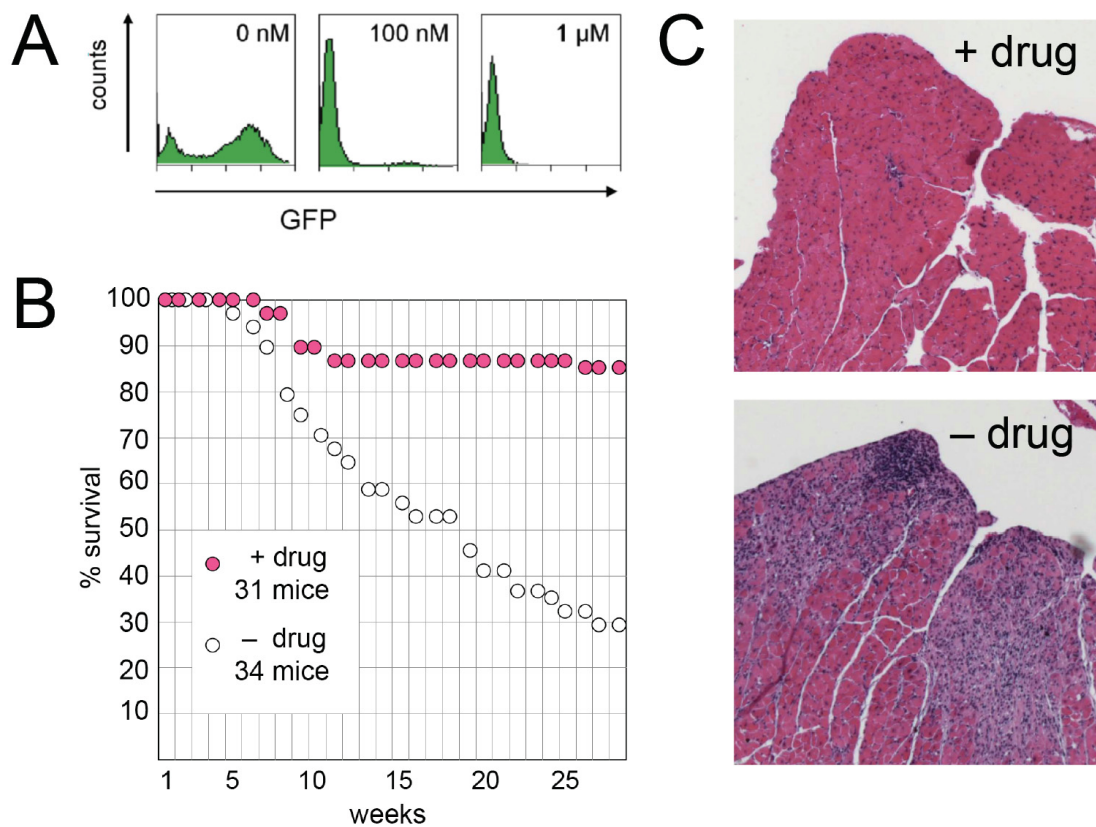 A
0 nM
100 nM
1 µM
counts
GFP
B
100
90
80
70
60
50
40
30
20
10
% survival
+ drug
31 mice
– drug
34 mice
1
5
10
15
20
25
weeks
C
+ drug
– drug